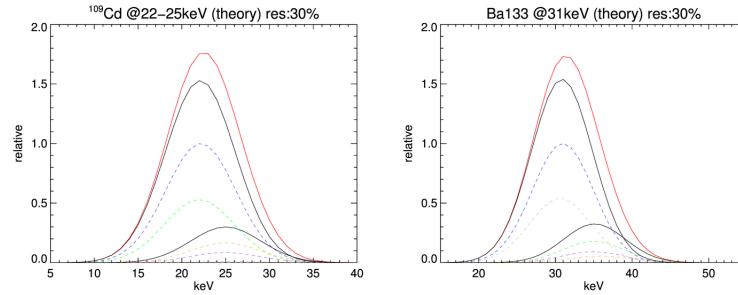 ¹⁰⁹Cd @22−25keV (theory) res:30%
2.0
1.5
1.0
0.5
0.0
relative
5 10 15 20 25 30 35 40
keV
Ba133 @31keV (theory) res:30%
2.0
1.5
1.0
0.5
0.0
relative
20 30 40 50
keV